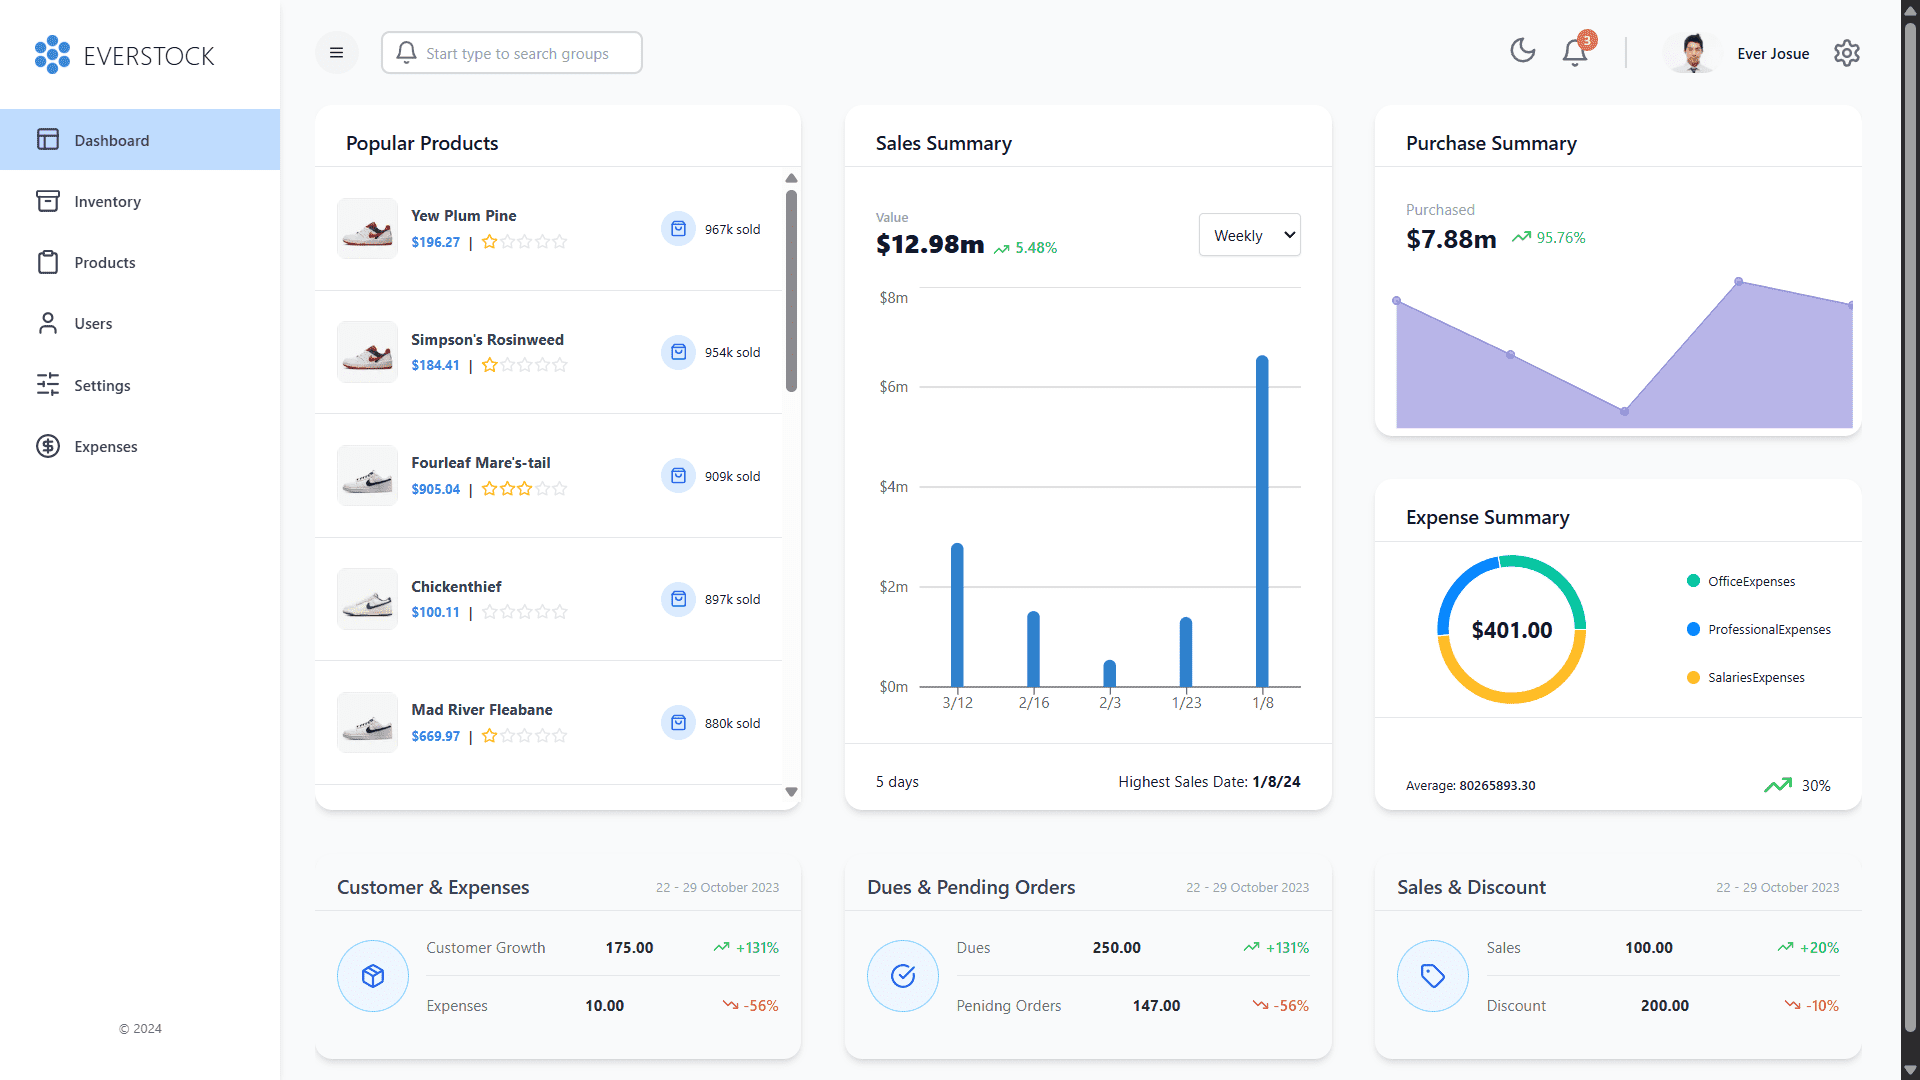 EVERSTOCK
Dashboard
Inventory
Products
Users
Settings
Expenses
© 2024
Start type to search groups
3
Ever Josue
Popular Products
Yew Plum Pine
$196.27 |
967k sold
Simpson's Rosinweed
$184.41 |
954k sold
Fourleaf Mare's-tail
$905.04 |
909k sold
Chickenthief
$100.11 |
897k sold
Mad River Fleabane
$669.97 |
880k sold
Sales Summary
Value
$12.98m 5.48%
Weekly
$8m
$6m
$4m
$2m
$0m
3/12 2/16 2/3 1/23 1/8
5 days
Highest Sales Date: 1/8/24
Purchase Summary
Purchased
$7.88m 95.76%
Expense Summary
$401.00
OfficeExpenses
ProfessionalExpenses
SalariesExpenses
Average: 80265893.30
30%
Customer & Expenses
22 - 29 October 2023
Customer Growth 175.00 +131%
Expenses 10.00 -56%
Dues & Pending Orders
22 - 29 October 2023
Dues 250.00 +131%
Penidng Orders 147.00 -56%
Sales & Discount
22 - 29 October 2023
Sales 100.00 +20%
Discount 200.00 -10%